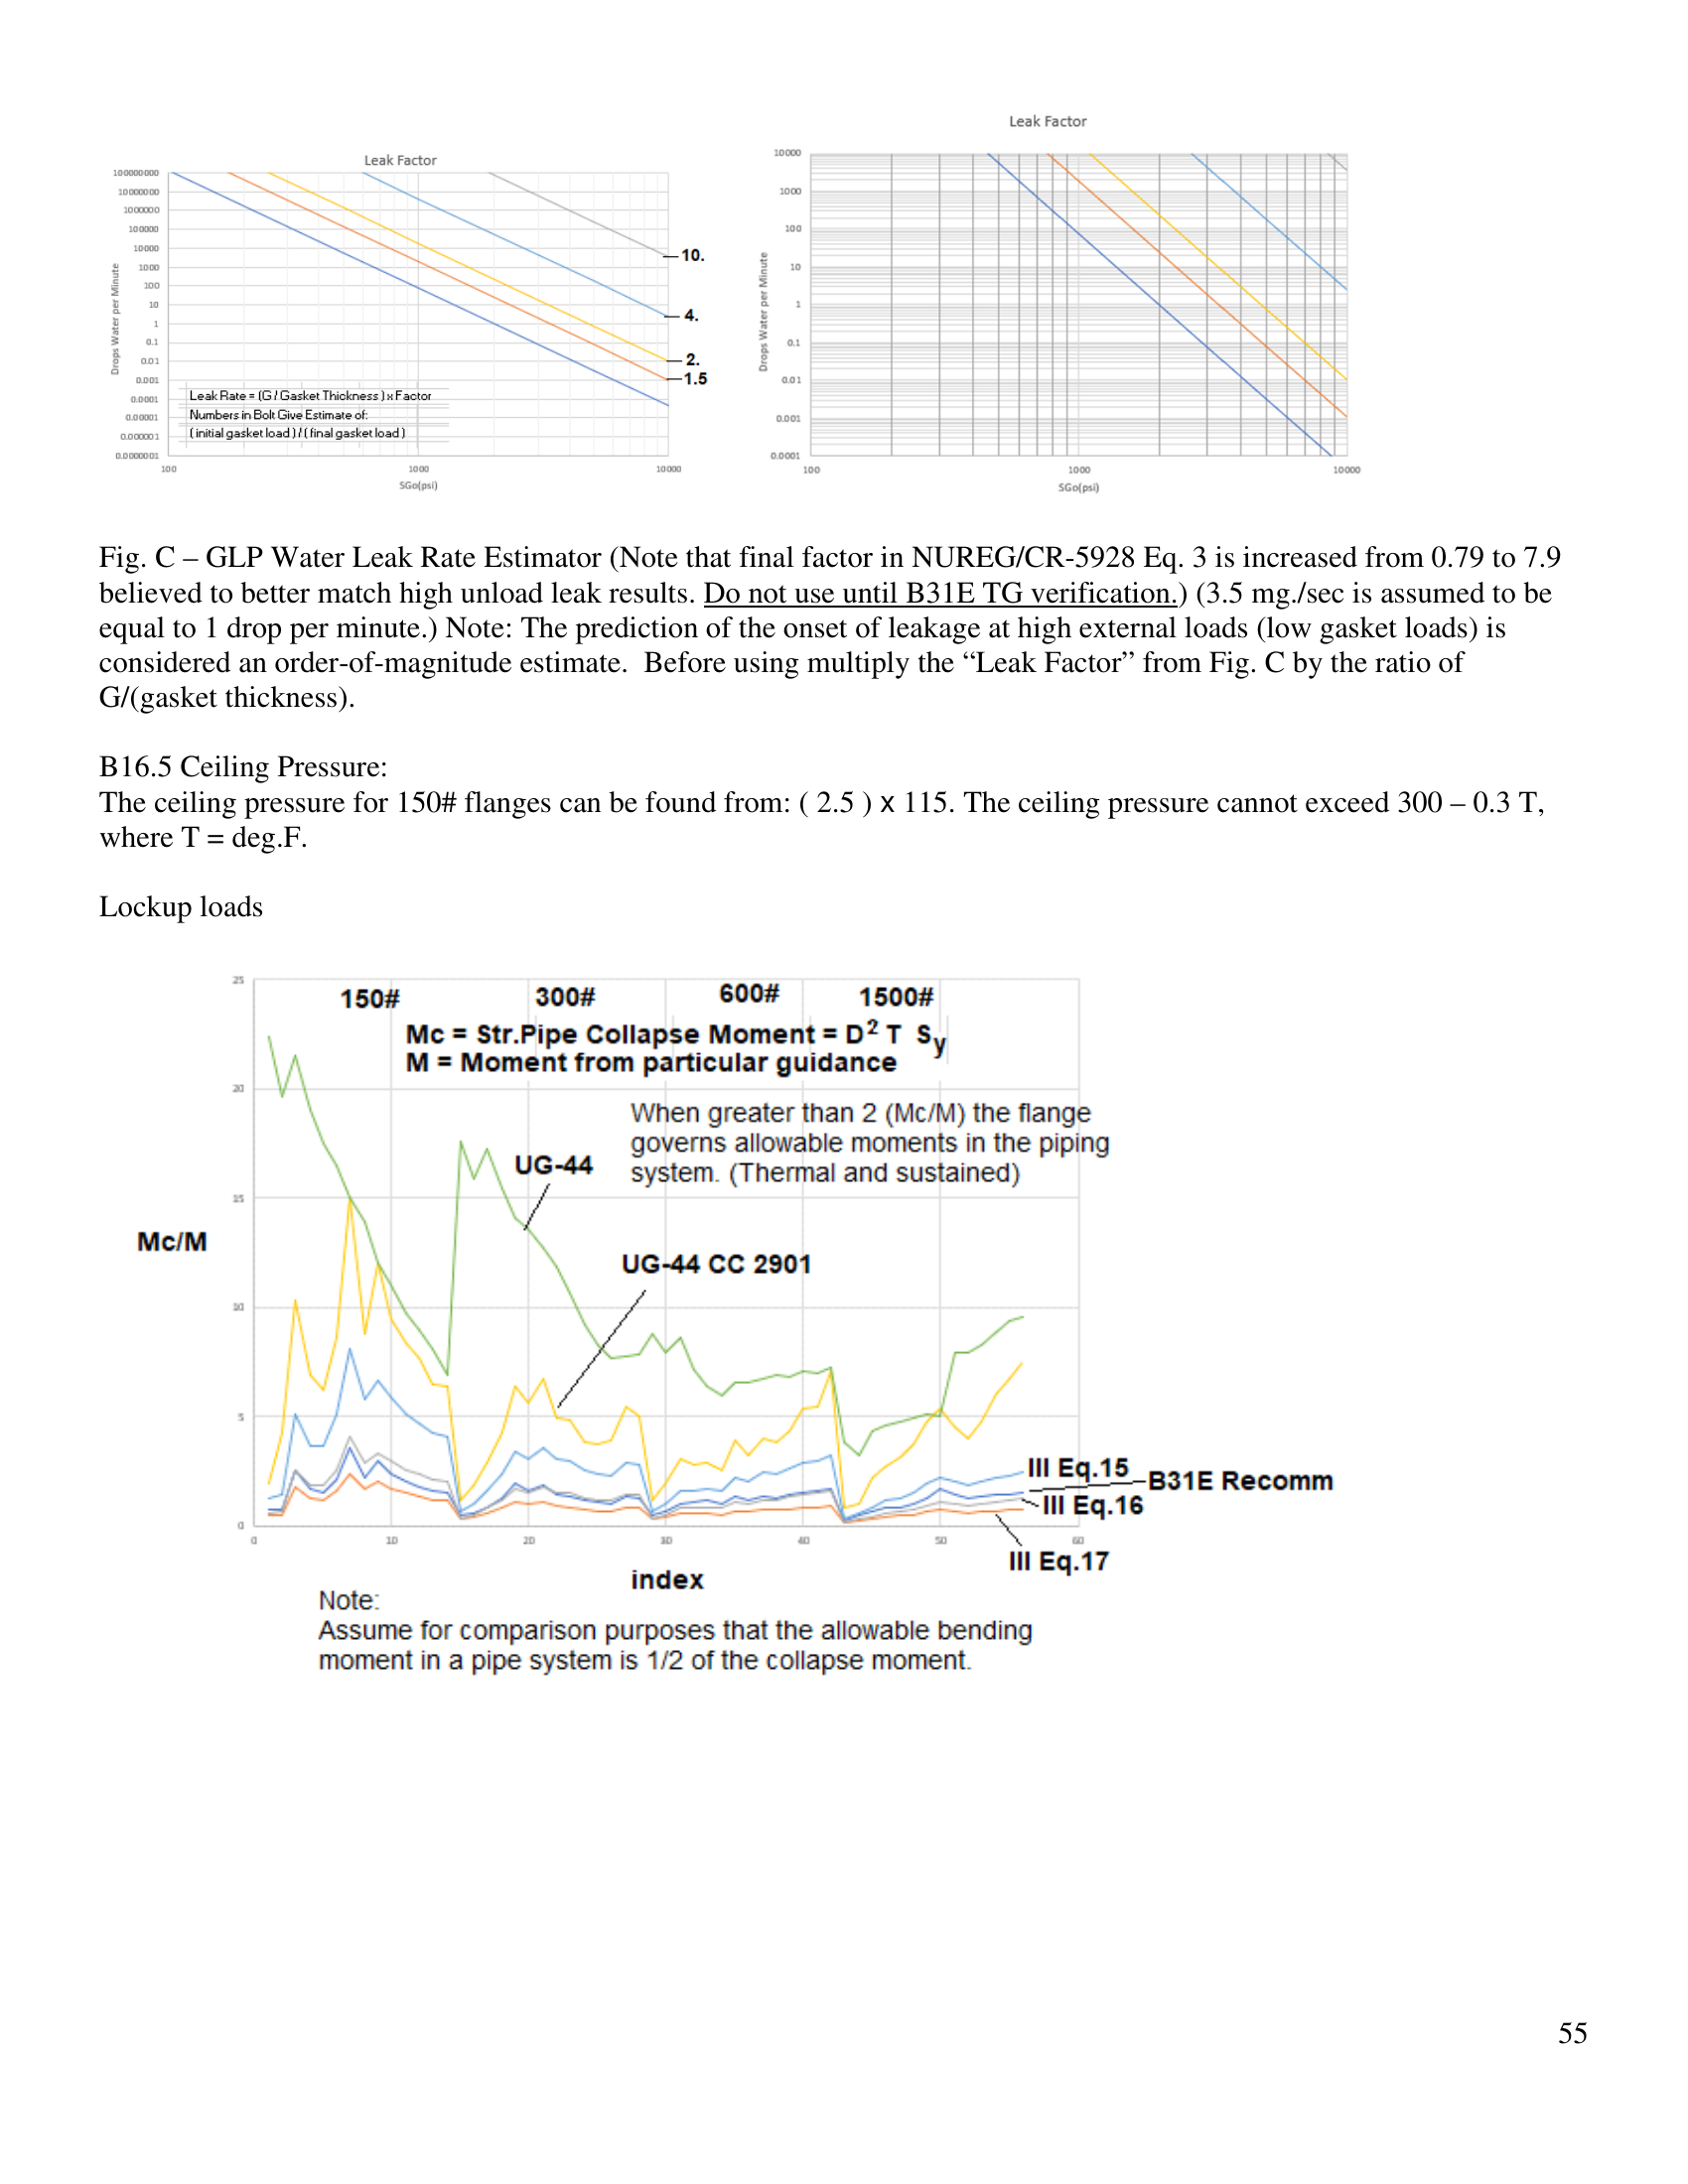 Leak Factor
100000000
10000000
1000000
100000
10000
1000
100
10
1
0.1
0.01
0.001
0.0001
0.00001
0.000001
0.0000001
Drops Water per Minute
10.
4.
2.
1.5
Leak Rate = (G / Gasket Thickness ) x Factor
Numbers in Bolt Give Estimate of:
( initial gasket load ) / ( final gasket load )
100 1000 10000
SGo(psi)
Leak Factor
10000
1000
100
10
1
0.1
0.01
0.001
0.0001
Drops Water per Minute
100 1000 10000
SGo(psi)
Fig. C – GLP Water Leak Rate Estimator (Note that final factor in NUREG/CR-5928 Eq. 3 is increased from 0.79 to 7.9
believed to better match high unload leak results. Do not use until B31E TG verification.) (3.5 mg./sec is assumed to be
equal to 1 drop per minute.) Note: The prediction of the onset of leakage at high external loads (low gasket loads) is
considered an order-of-magnitude estimate. Before using multiply the “Leak Factor” from Fig. C by the ratio of
G/(gasket thickness).
B16.5 Ceiling Pressure:
The ceiling pressure for 150# flanges can be found from: ( 2.5 ) x 115. The ceiling pressure cannot exceed 300 – 0.3 T,
where T = deg.F.
Lockup loads
25
20
15
10
5
0
Mc/M
150# 300# 600# 1500#
Mc = Str.Pipe Collapse Moment = D² T Sy
M = Moment from particular guidance
When greater than 2 (Mc/M) the flange
governs allowable moments in the piping
system. (Thermal and sustained)
UG-44
UG-44 CC 2901
III Eq.15
B31E Recomm
III Eq.16
III Eq.17
0 10 20 30 40 50 60
index
Note:
Assume for comparison purposes that the allowable bending
moment in a pipe system is 1/2 of the collapse moment.
55